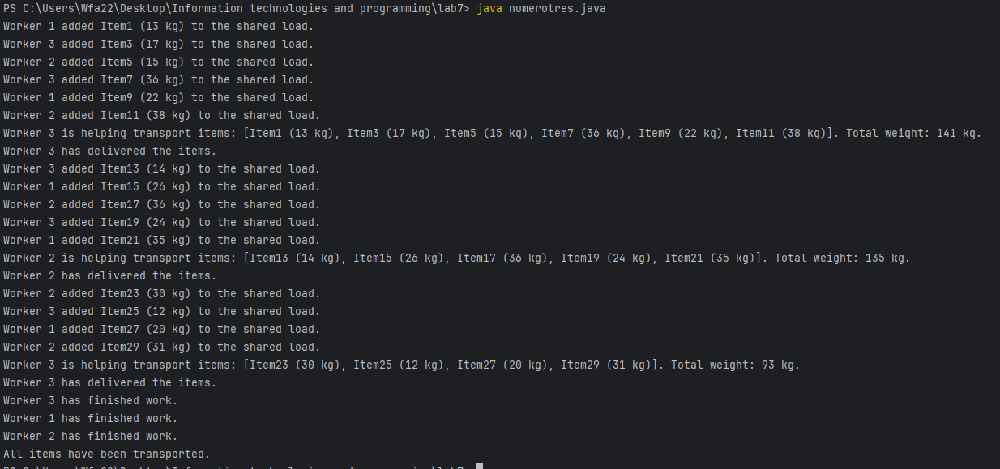 PS C:\Users\Wfa22\Desktop\Information technologies and programming\lab7> java numerotres.java
Worker 1 added Item1 (13 kg) to the shared load.
Worker 3 added Item3 (17 kg) to the shared load.
Worker 2 added Item5 (15 kg) to the shared load.
Worker 3 added Item7 (36 kg) to the shared load.
Worker 1 added Item9 (22 kg) to the shared load.
Worker 2 added Item11 (38 kg) to the shared load.
Worker 3 is helping transport items: [Item1 (13 kg), Item3 (17 kg), Item5 (15 kg), Item7 (36 kg), Item9 (22 kg), Item11 (38 kg)]. Total weight: 141 kg.
Worker 3 has delivered the items.
Worker 3 added Item13 (14 kg) to the shared load.
Worker 1 added Item15 (26 kg) to the shared load.
Worker 2 added Item17 (36 kg) to the shared load.
Worker 3 added Item19 (24 kg) to the shared load.
Worker 1 added Item21 (35 kg) to the shared load.
Worker 2 is helping transport items: [Item13 (14 kg), Item15 (26 kg), Item17 (36 kg), Item19 (24 kg), Item21 (35 kg)]. Total weight: 135 kg.
Worker 2 has delivered the items.
Worker 2 added Item23 (30 kg) to the shared load.
Worker 3 added Item25 (12 kg) to the shared load.
Worker 1 added Item27 (20 kg) to the shared load.
Worker 2 added Item29 (31 kg) to the shared load.
Worker 3 is helping transport items: [Item23 (30 kg), Item25 (12 kg), Item27 (20 kg), Item29 (31 kg)]. Total weight: 93 kg.
Worker 3 has delivered the items.
Worker 3 has finished work.
Worker 1 has finished work.
Worker 2 has finished work.
All items have been transported.